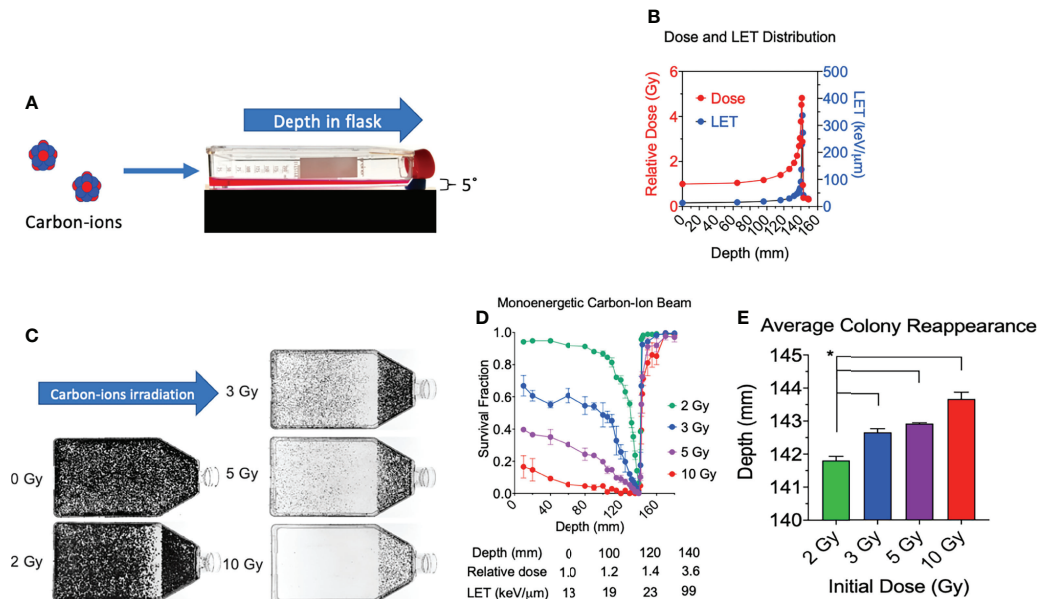 A
Depth in flask
5°
Carbon-ions
B
Dose and LET Distribution
Relative Dose (Gy)
6
4
2
0
Dose
LET
500
400
300
200
100
0
LET (keV/µm)
0 20 40 60 80 100 120 140 160
Depth (mm)
C
Carbon-ions irradiation
0 Gy
2 Gy
3 Gy
5 Gy
10 Gy
D
Monoenergetic Carbon-Ion Beam
Survival Fraction
1.0
0.8
0.6
0.4
0.2
0.0
2 Gy
3 Gy
5 Gy
10 Gy
0 40 80 120 160
Depth (mm)
Depth (mm) 0 100 120 140
Relative dose 1.0 1.2 1.4 3.6
LET (keV/µm) 13 19 23 99
E
Average Colony Reappearance
Depth (mm)
145
144
143
142
141
140
*
2 Gy 3 Gy 5 Gy 10 Gy
Initial Dose (Gy)